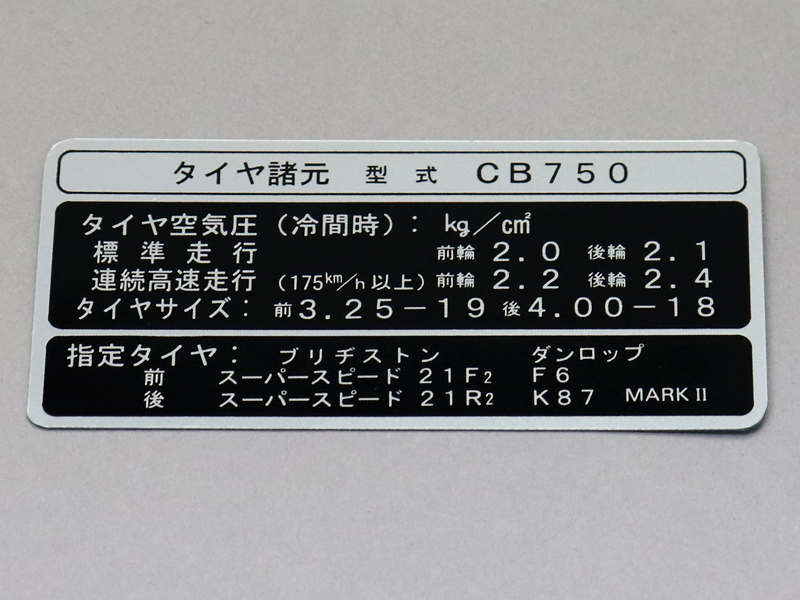 タイヤ諸元 型式 CB750
タイヤ空気圧(冷間時): kg/cm²
標準走行 前輪 2.0 後輪 2.1
連続高速走行 (175km/h以上) 前輪 2.2 後輪 2.4
タイヤサイズ: 前 3.25-19 後 4.00-18
指定タイヤ: ブリヂストン ダンロップ
前 スーパースピード 21F2 F6
後 スーパースピード 21R2 K87 MARK II